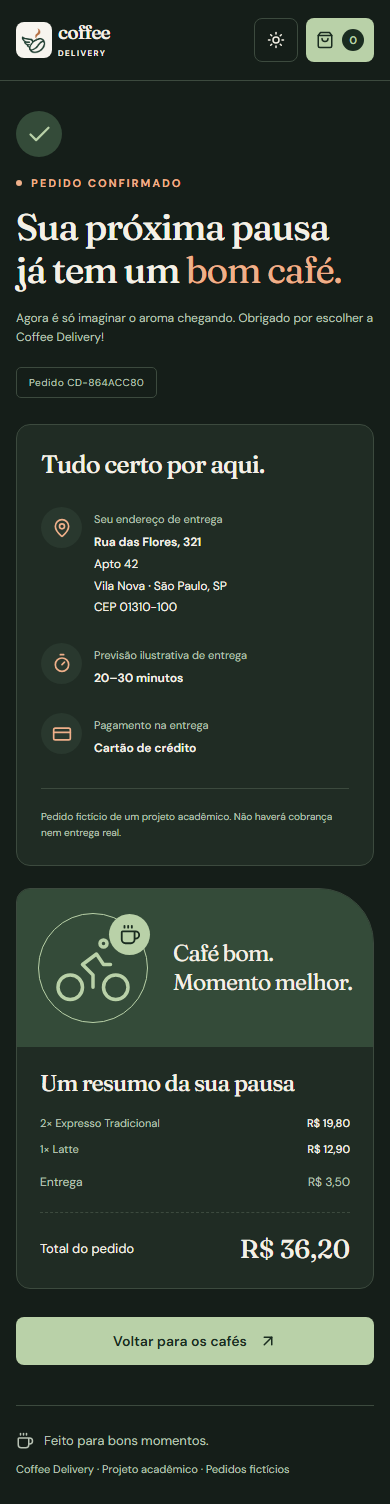 coffee
DELIVERY
0
PEDIDO CONFIRMADO
Sua próxima pausa
já tem um bom café.
Agora é só imaginar o aroma chegando. Obrigado por escolher a
Coffee Delivery!
Pedido CD-864ACC80
Tudo certo por aqui.
Seu endereço de entrega
Rua das Flores, 321
Apto 42
Vila Nova · São Paulo, SP
CEP 01310-100
Previsão ilustrativa de entrega
20–30 minutos
Pagamento na entrega
Cartão de crédito
Pedido fictício de um projeto acadêmico. Não haverá cobrança
nem entrega real.
Café bom.
Momento melhor.
Um resumo da sua pausa
2× Expresso Tradicional R$ 19,80
1× Latte R$ 12,90
Entrega R$ 3,50
Total do pedido R$ 36,20
Voltar para os cafés
Feito para bons momentos.
Coffee Delivery · Projeto acadêmico · Pedidos fictícios